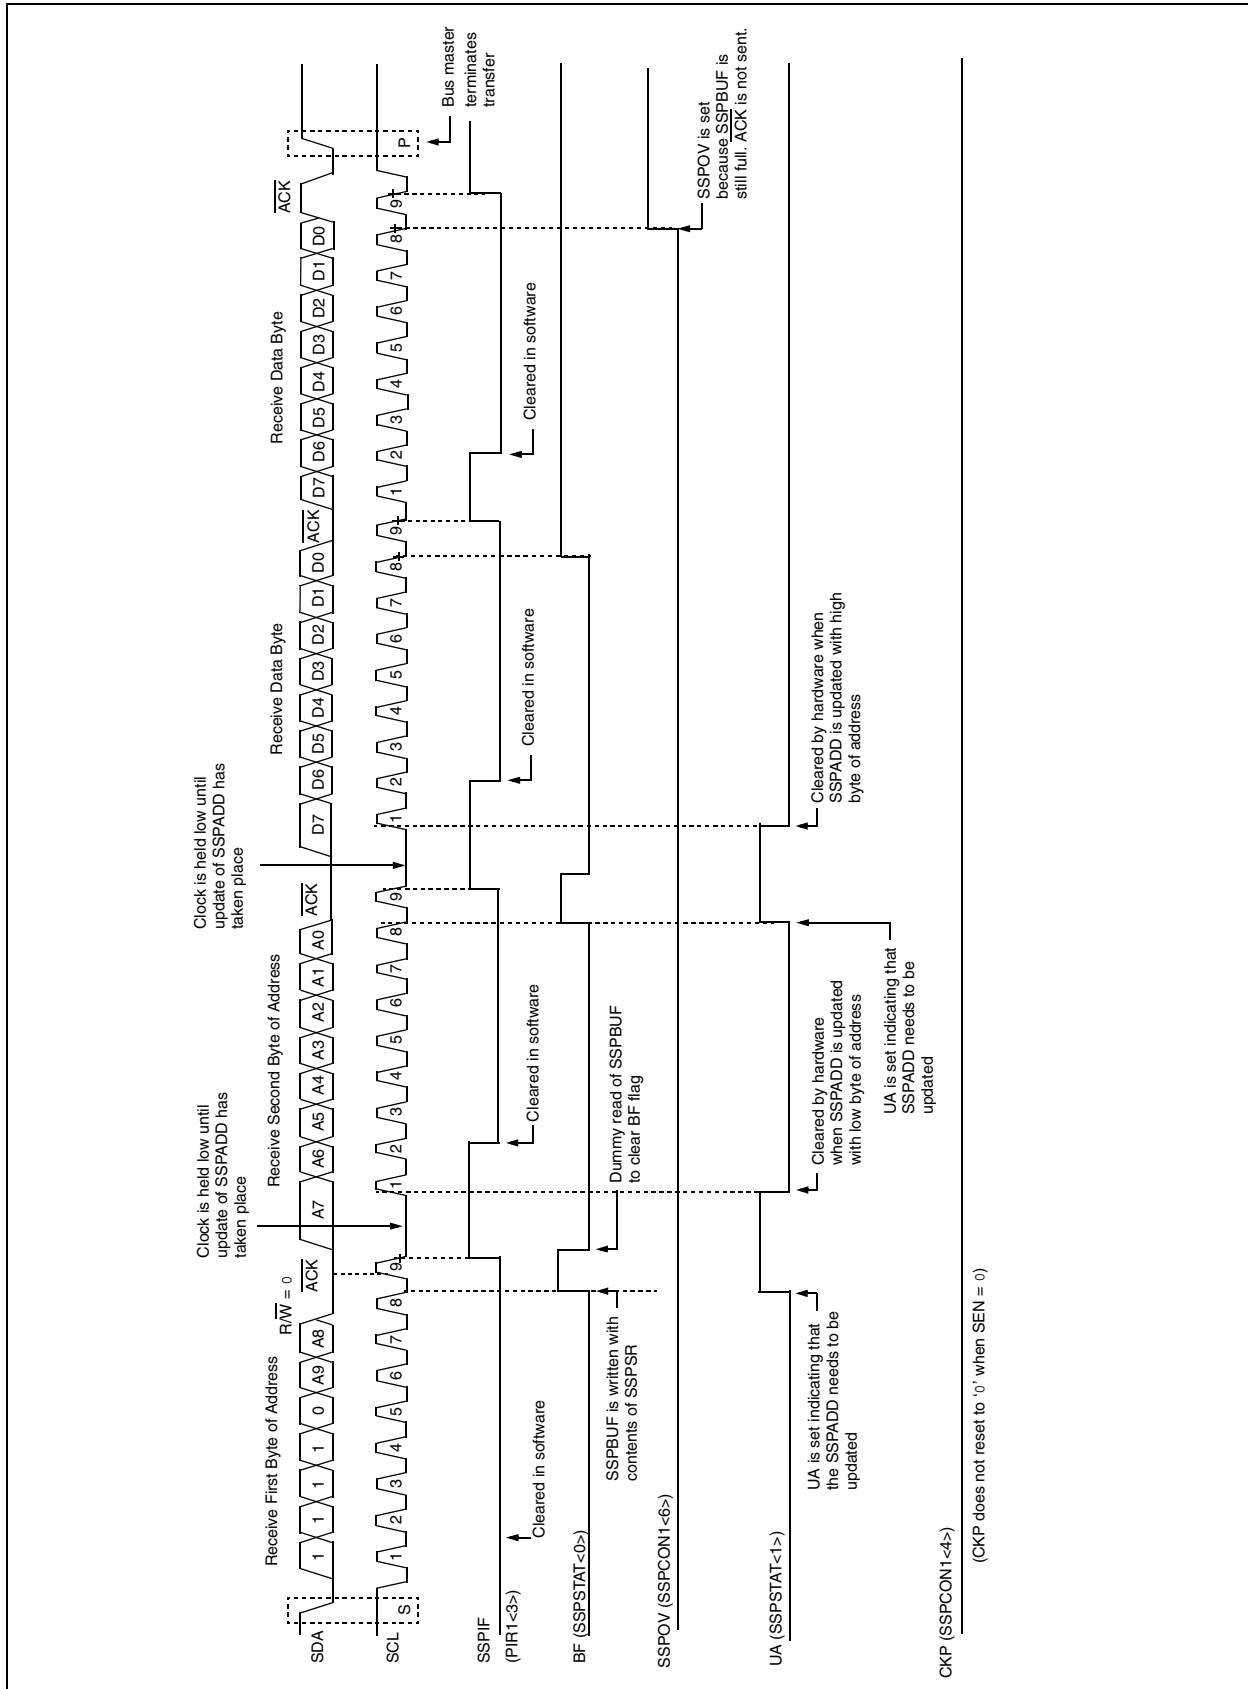 SDA
SCL
S
Receive First Byte of Address
1 1 1 1 0 A9 A8
R/W = 0
ACK
1 2 3 4 5 6 7 8 9
Clock is held low until
update of SSPADD has
taken place
Receive Second Byte of Address
A7 A6 A5 A4 A3 A2 A1 A0
ACK
1 2 3 4 5 6 7 8 9
Clock is held low until
update of SSPADD has
taken place
Receive Data Byte
D7 D6 D5 D4 D3 D2 D1 D0
ACK
1 2 3 4 5 6 7 8 9
Receive Data Byte
D7 D6 D5 D4 D3 D2 D1 D0
ACK
1 2 3 4 5 6 7 8 9
P
Bus master
terminates
transfer
SSPIF
(PIR1<3>)
Cleared in software
Cleared in software
Cleared in software
Cleared in software
BF (SSPSTAT<0>)
SSPBUF is written with
contents of SSPSR
Dummy read of SSPBUF
to clear BF flag
SSPOV (SSPCON1<6>)
SSPOV is set
because SSPBUF is
still full. ACK is not sent.
UA (SSPSTAT<1>)
UA is set indicating that
the SSPADD needs to be
updated
Cleared by hardware
when SSPADD is updated
with low byte of address
UA is set indicating that
SSPADD needs to be
updated
Cleared by hardware when
SSPADD is updated with high
byte of address
CKP (SSPCON1<4>)
(CKP does not reset to ‘0’ when SEN = 0)